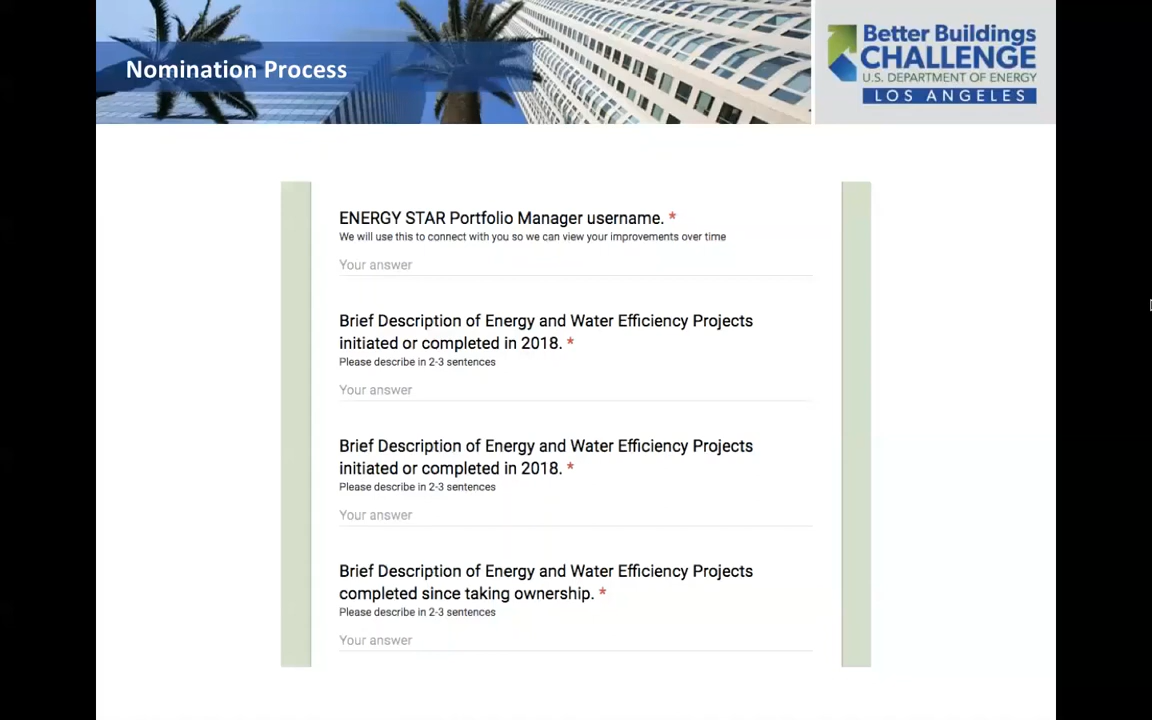 Nomination Process
Better Buildings
CHALLENGE
U.S. DEPARTMENT OF ENERGY
LOS ANGELES
ENERGY STAR Portfolio Manager username. *
We will use this to connect with you so we can view your improvements over time
Your answer
Brief Description of Energy and Water Efficiency Projects
initiated or completed in 2018. *
Please describe in 2-3 sentences
Your answer
Brief Description of Energy and Water Efficiency Projects
initiated or completed in 2018. *
Please describe in 2-3 sentences
Your answer
Brief Description of Energy and Water Efficiency Projects
completed since taking ownership. *
Please describe in 2-3 sentences
Your answer